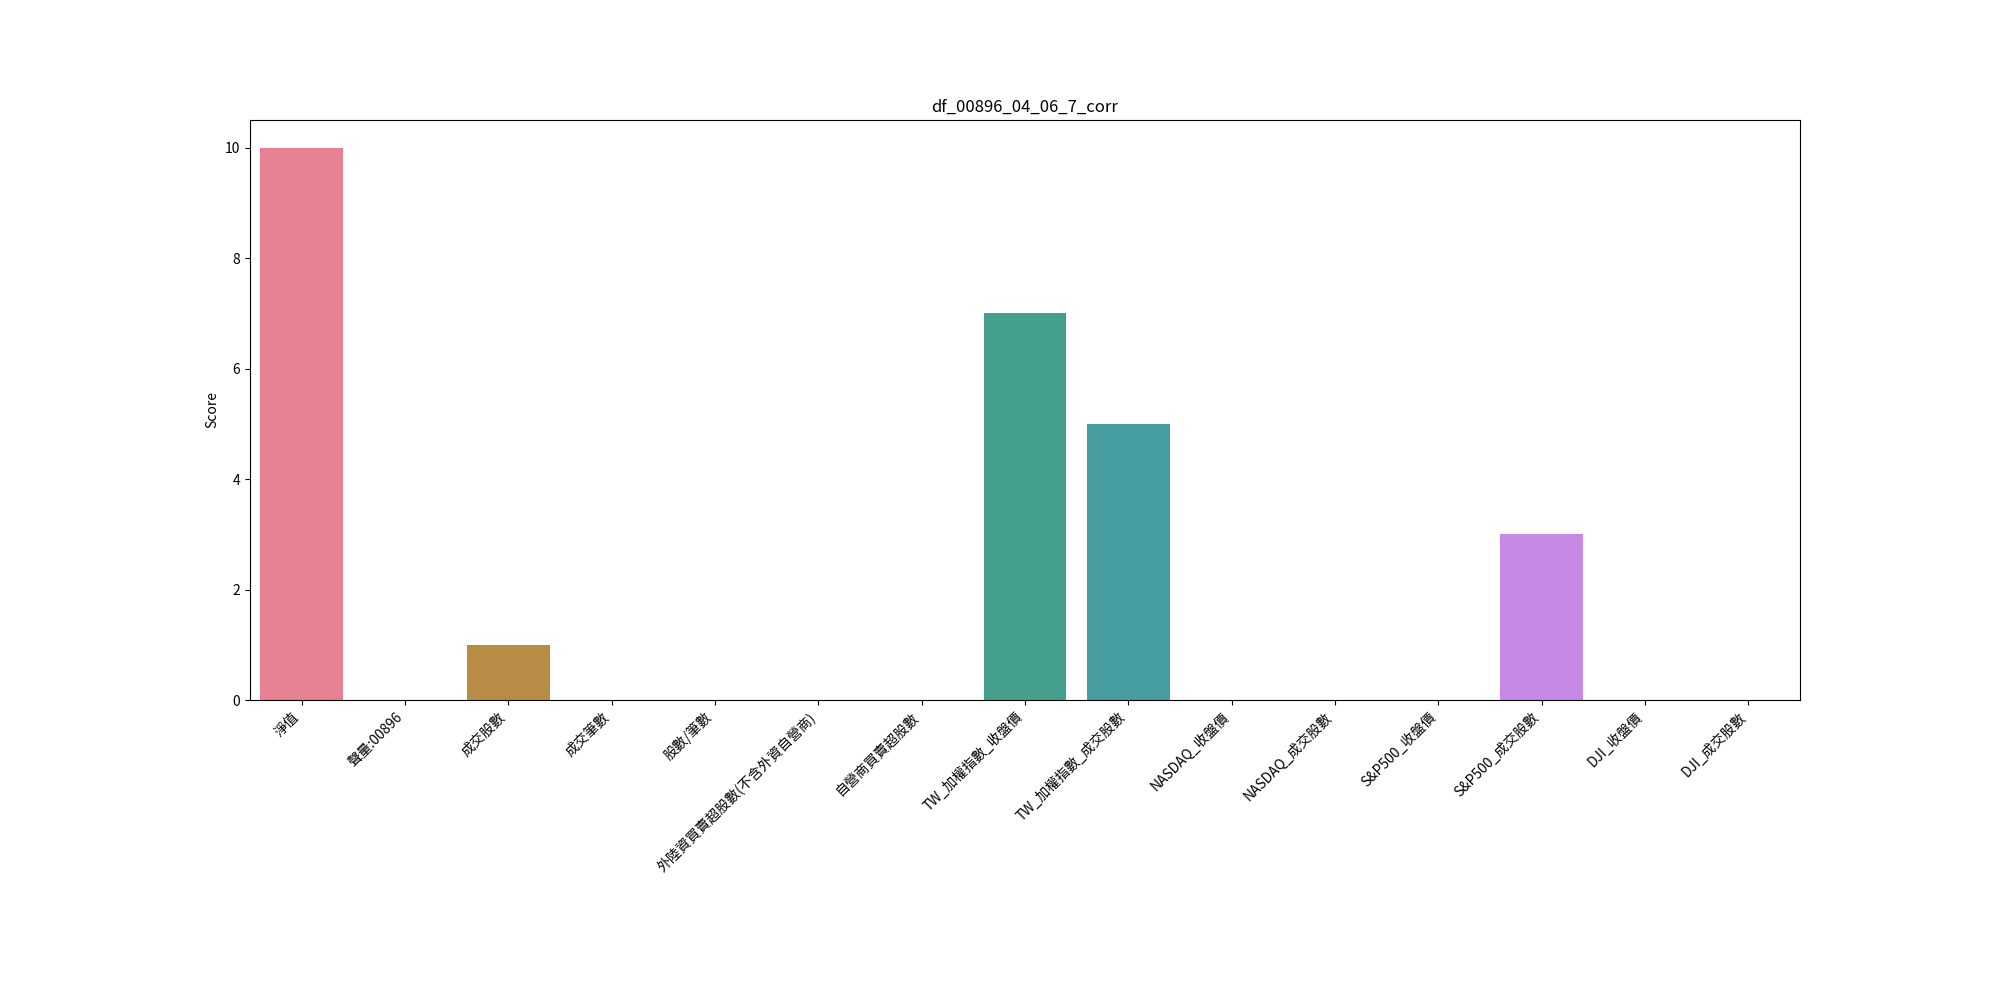 df_00896_04_06_7_corr
10
8
6
4
2
0
Score
淨值
聲量:00896
成交股數
成交筆數
股數/筆數
外陸資買賣超股數(不含外資自營商)
自營商買賣超股數
TW_加權指數_收盤價
TW_加權指數_成交股數
NASDAQ_收盤價
NASDAQ_成交股數
S&P500_收盤價
S&P500_成交股數
DJI_收盤價
DJI_成交股數